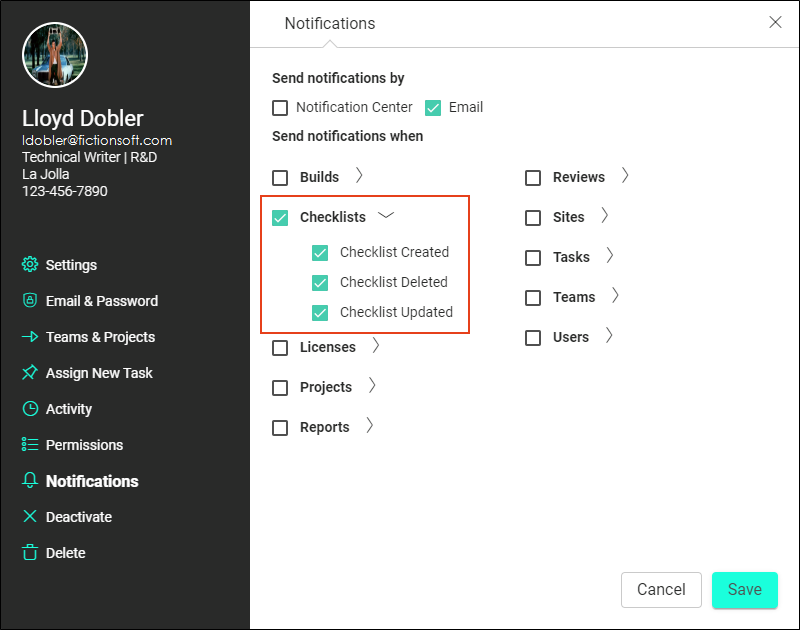 Lloyd Dobler
ldobler@fictionsoft.com
Technical Writer | R&D
La Jolla
123-456-7890
Settings
Email & Password
Teams & Projects
Assign New Task
Activity
Permissions
Notifications
Deactivate
Delete
Notifications
Send notifications by
Notification Center Email
Send notifications when
Builds
Checklists
Checklist Created
Checklist Deleted
Checklist Updated
Licenses
Projects
Reports
Reviews
Sites
Tasks
Teams
Users
Cancel Save